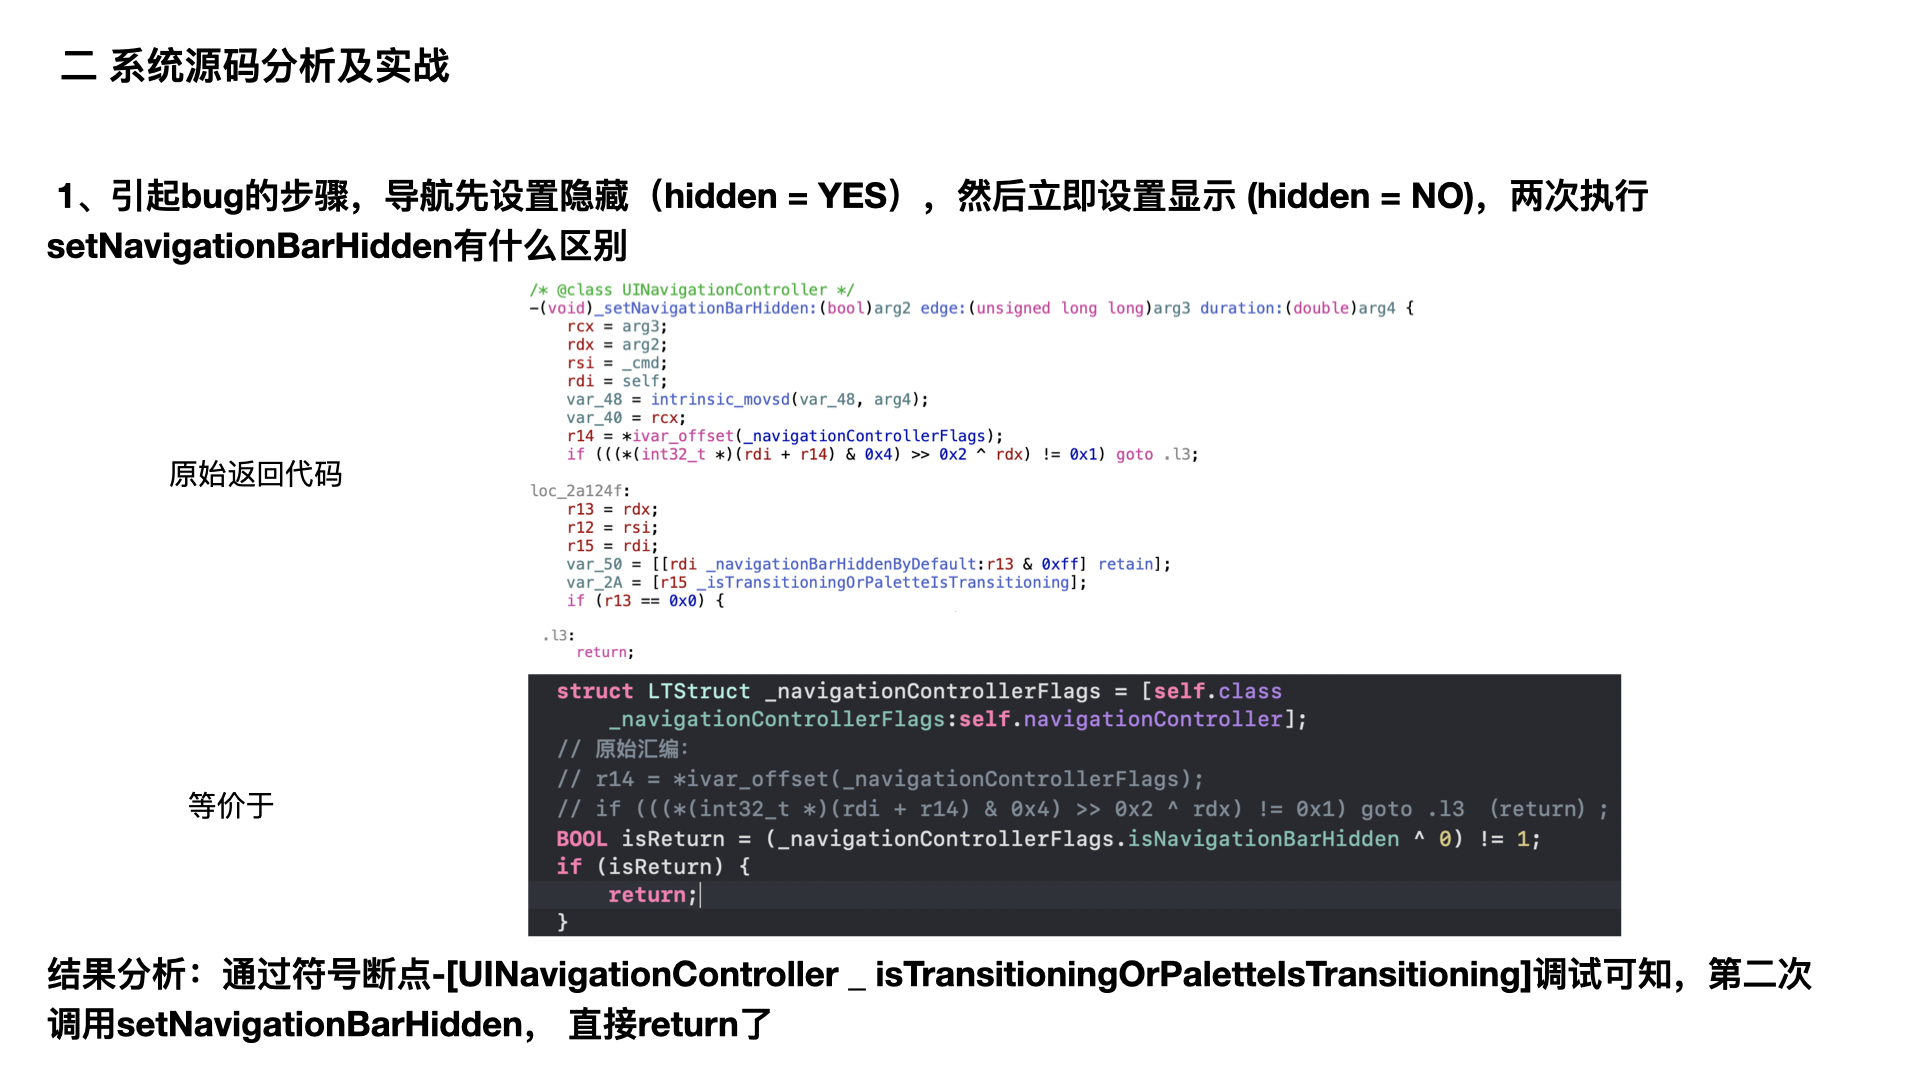 二 系统源码分析及实战
1、引起bug的步骤，导航先设置隐藏（hidden = YES），然后立即设置显示 (hidden = NO)，两次执行
setNavigationBarHidden有什么区别
/* @class UINavigationController */
-(void)_setNavigationBarHidden:(bool)arg2 edge:(unsigned long long)arg3 duration:(double)arg4 {
rcx = arg3;
rdx = arg2;
rsi = _cmd;
rdi = self;
var_48 = intrinsic_movsd(var_48, arg4);
var_40 = rcx;
r14 = *ivar_offset(_navigationControllerFlags);
if (((*(int32_t *)(rdi + r14) & 0x4) >> 0x2 ^ rdx) != 0x1) goto .l3;
原始返回代码
loc_2a124f:
r13 = rdx;
r12 = rsi;
r15 = rdi;
var_50 = [[rdi _navigationBarHiddenByDefault:r13 & 0xff] retain];
var_2A = [r15 _isTransitioningOrPaletteIsTransitioning];
if (r13 == 0x0) {
.l3:
return;
struct LTStruct _navigationControllerFlags = [self.class
_navigationControllerFlags:self.navigationController];
// 原始汇编：
// r14 = *ivar_offset(_navigationControllerFlags);
// if (((*(int32_t *)(rdi + r14) & 0x4) >> 0x2 ^ rdx) != 0x1) goto .l3 （return）;
等价于
BOOL isReturn = (_navigationControllerFlags.isNavigationBarHidden ^ 0) != 1;
if (isReturn) {
return;
}
结果分析：通过符号断点-[UINavigationController _ isTransitioningOrPaletteIsTransitioning]调试可知，第二次
调用setNavigationBarHidden， 直接return了